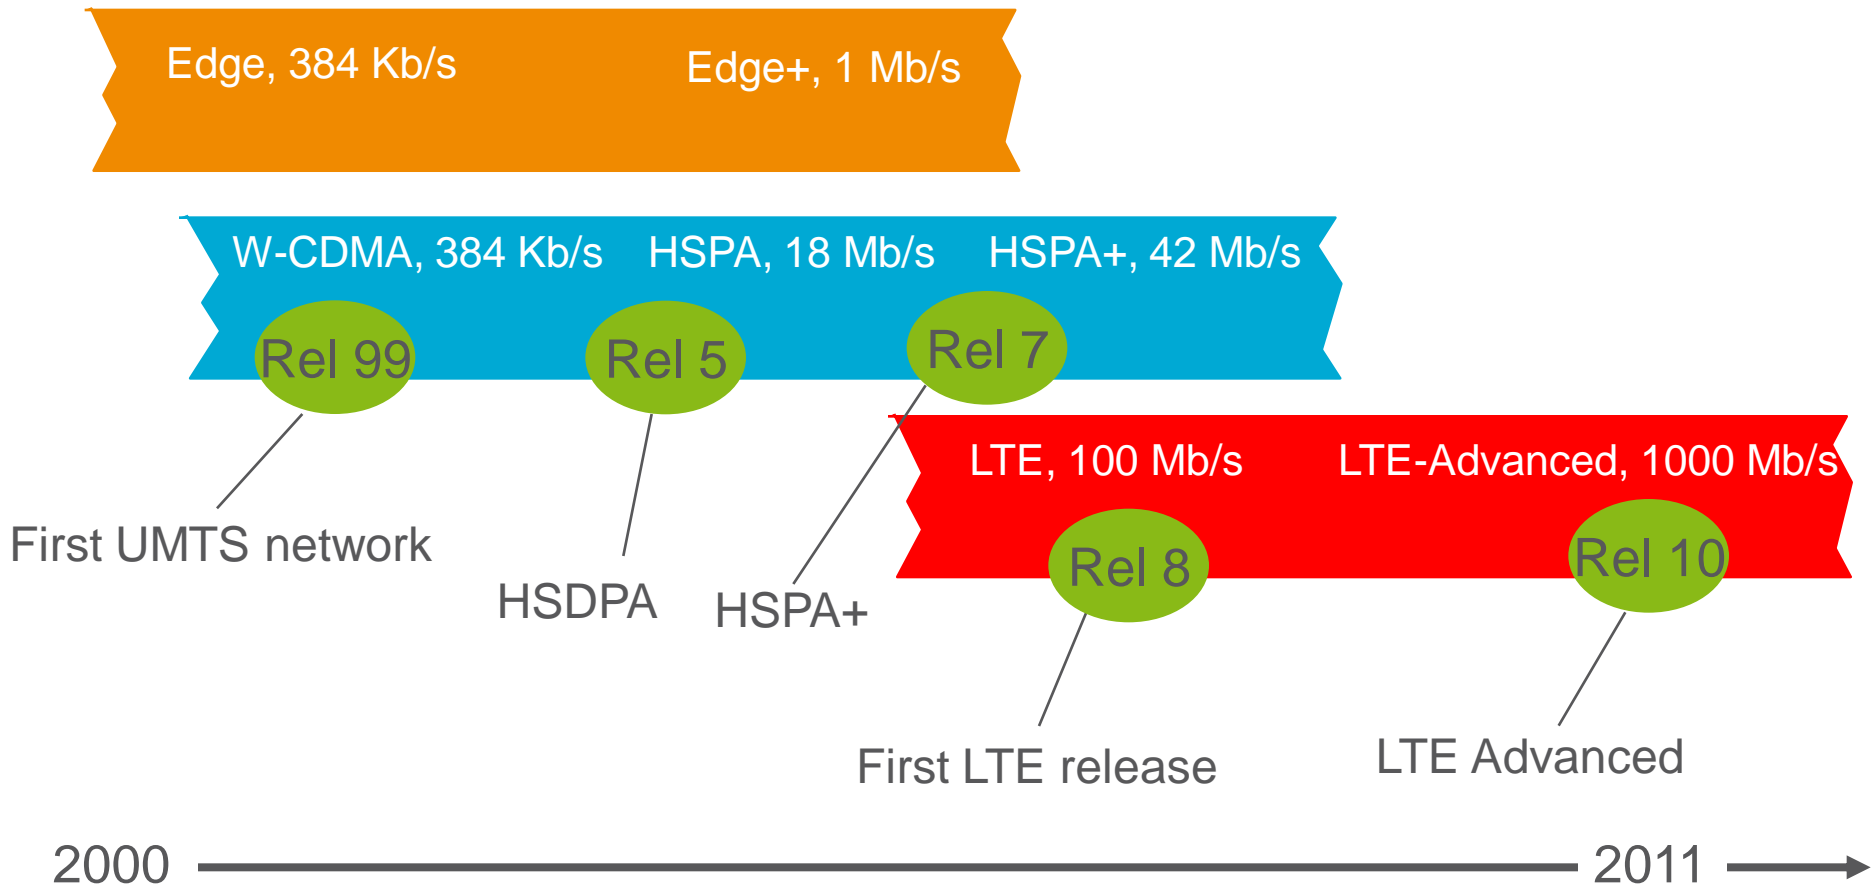 Edge, 384 Kb/s
Edge+, 1 Mb/s
W-CDMA, 384 Kb/s
HSPA, 18 Mb/s
HSPA+, 42 Mb/s
Rel 99
Rel 5
Rel 7
LTE, 100 Mb/s
LTE-Advanced, 1000 Mb/s
First UMTS network
HSDPA
HSPA+
Rel 8
Rel 10
First LTE release
LTE Advanced
2000
2011